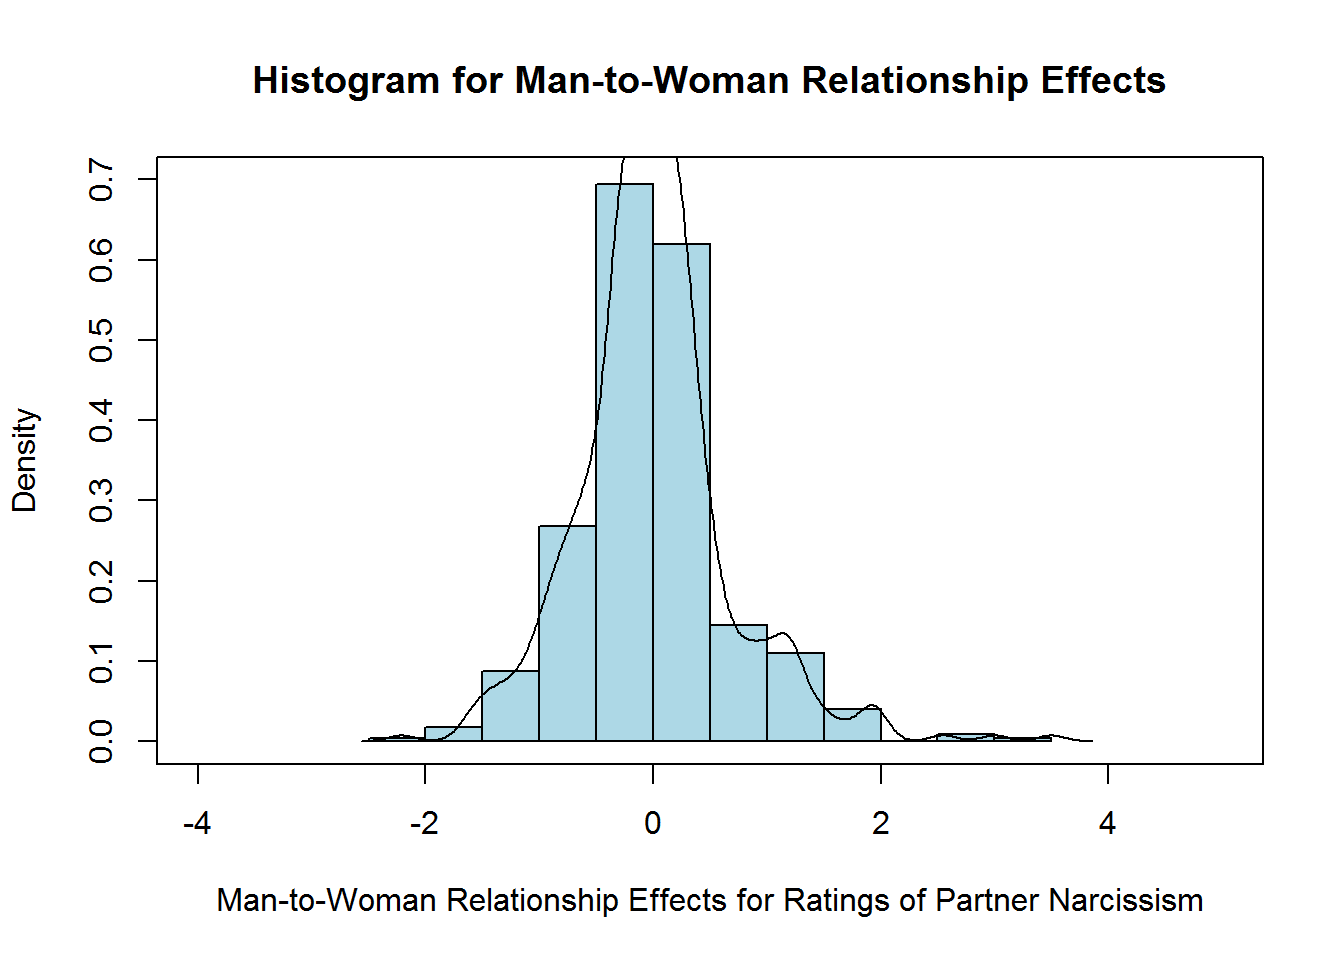 Histogram for Man-to-Woman Relationship Effects
0.7
0.6
0.5
0.4
0.3
0.2
0.1
0.0
Density
-4 -2 0 2 4
Man-to-Woman Relationship Effects for Ratings of Partner Narcissism